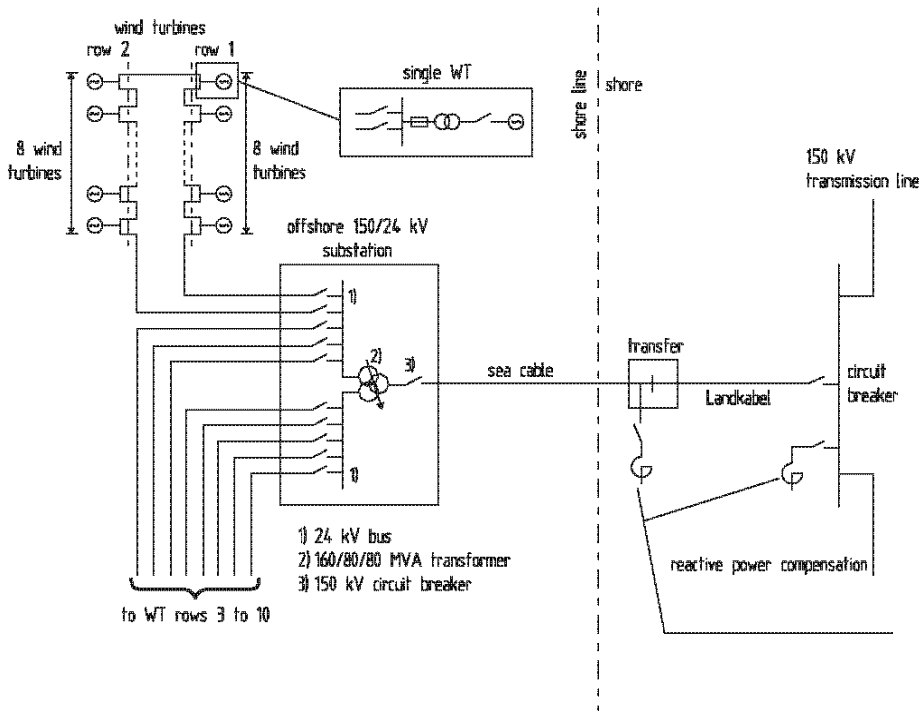 wind turbines
row 2
row 1
single WT
8 wind
turbines
8 wind
turbines
shore line
shore
150 kV
transmission line
offshore 150/24 kV
substation
1)
2)
3)
1)
sea cable
transfer
Landkabel
circuit
breaker
1) 24 kV bus
2) 160/80/80 MVA transformer
3) 150 kV circuit breaker
reactive power compensation
to WT rows 3 to 10